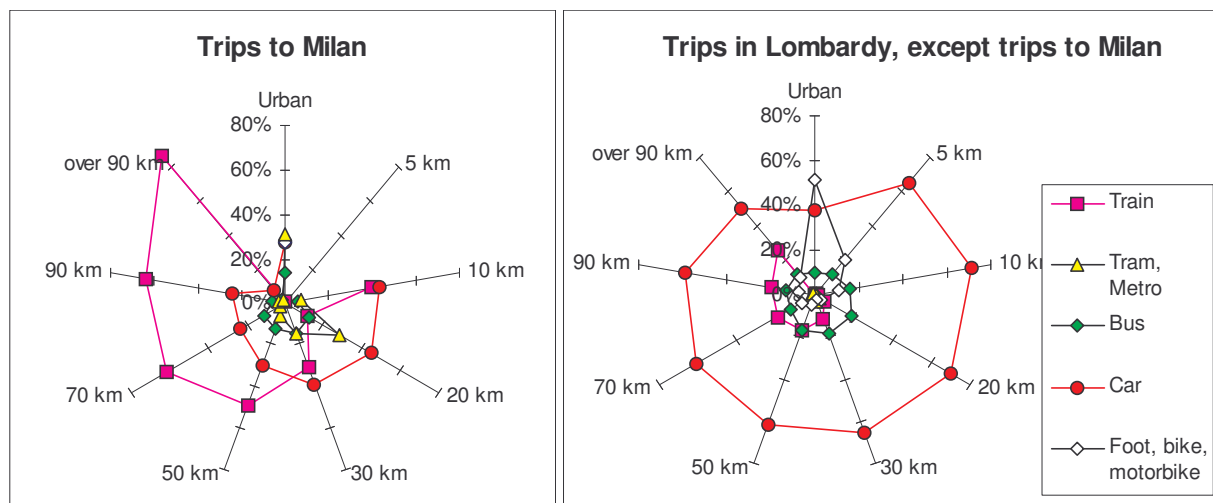 Trips to Milan
Urban
80%
over 90 km
5 km
60%
40%
20%
90 km
10 km
0%
70 km
20 km
50 km
30 km
Trips in Lombardy, except trips to Milan
Urban
80%
over 90 km
5 km
60%
40%
20%
90 km
10 km
0%
70 km
20 km
50 km
30 km
Train
Tram,
Metro
Bus
Car
Foot, bike,
motorbike